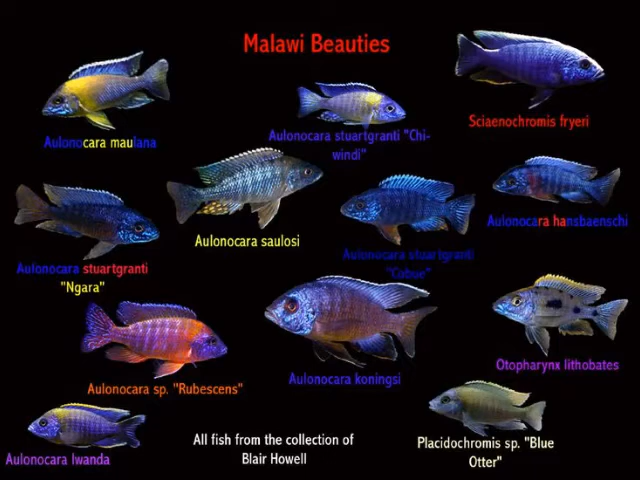 Malawi Beauties
Aulonocara maulana
Aulonocara stuartgranti "Chi-
windi"
Sciaenochromis fryeri
Aulonocara stuartgranti
"Ngara"
Aulonocara saulosi
Aulonocara stuartgranti
"Cobue"
Aulonocara hansbaenschi
Aulonocara sp. "Rubescens"
Aulonocara koningsi
Otopharynx lithobates
Aulonocara lwanda
All fish from the collection of
Blair Howell
Placidochromis sp. "Blue
Otter"